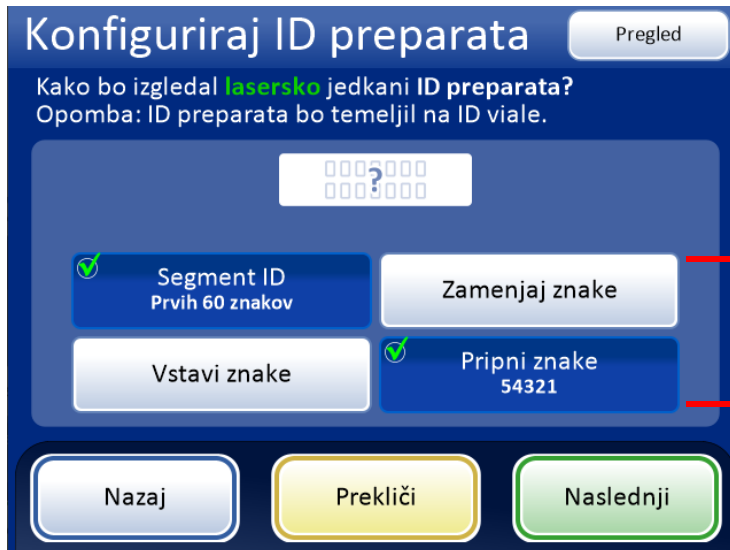 Konfiguriraj ID preparata
Pregled
Kako bo izgledal lasersko jedkani ID preparata?
Opomba: ID preparata bo temeljil na ID viale.
?
Segment ID
Prvih 60 znakov
Zamenjaj znake
Vstavi znake
Pripni znake
54321
Nazaj
Prekliči
Naslednji